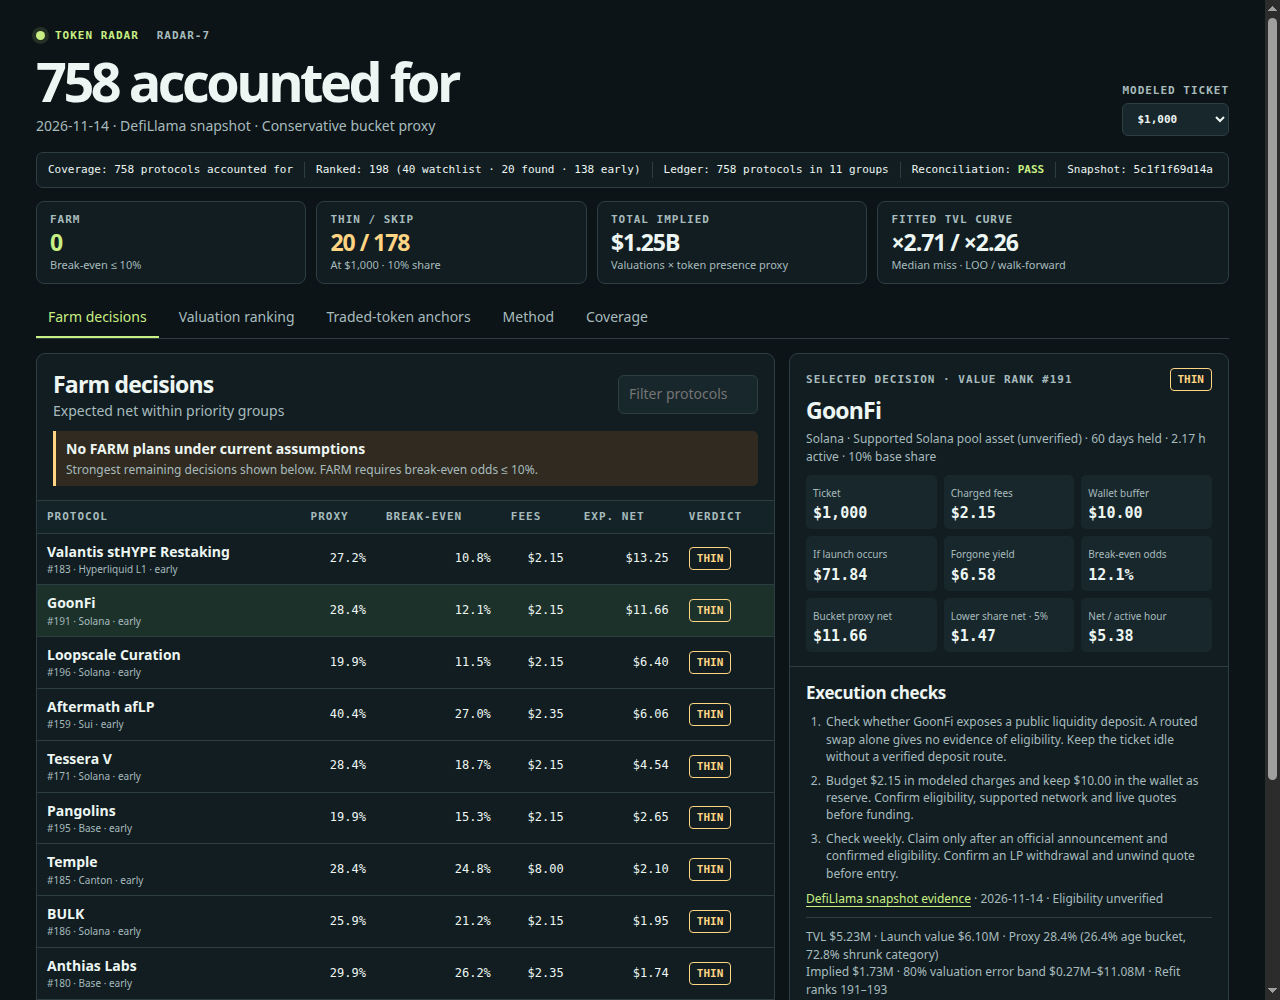 TOKEN RADAR RADAR-7
758 accounted for
2026-11-14 · DefiLlama snapshot · Conservative bucket proxy
MODELED TICKET
$1,000
Coverage: 758 protocols accounted for
Ranked: 198 (40 watchlist · 20 found · 138 early)
Ledger: 758 protocols in 11 groups
Reconciliation: PASS
Snapshot: 5c1f1f69d14a
FARM
0
Break-even ≤ 10%
THIN / SKIP
20 / 178
At $1,000 · 10% share
TOTAL IMPLIED
$1.25B
Valuations × token presence proxy
FITTED TVL CURVE
×2.71 / ×2.26
Median miss · LOO / walk-forward
Farm decisions
Valuation ranking
Traded-token anchors
Method
Coverage
Farm decisions
Expected net within priority groups
Filter protocols
No FARM plans under current assumptions
Strongest remaining decisions shown below. FARM requires break-even odds ≤ 10%.
PROTOCOL PROXY BREAK-EVEN FEES EXP. NET VERDICT
Valantis stHYPE Restaking 27.2% 10.8% $2.15 $13.25 THIN
#183 · Hyperliquid L1 · early
GoonFi 28.4% 12.1% $2.15 $11.66 THIN
#191 · Solana · early
Loopscale Curation 19.9% 11.5% $2.15 $6.40 THIN
#196 · Solana · early
Aftermath afLP 40.4% 27.0% $2.35 $6.06 THIN
#159 · Sui · early
Tessera V 28.4% 18.7% $2.15 $4.54 THIN
#171 · Solana · early
Pangolins 19.9% 15.3% $2.15 $2.65 THIN
#195 · Base · early
Temple 28.4% 24.8% $8.00 $2.10 THIN
#185 · Canton · early
BULK 25.9% 21.2% $2.15 $1.95 THIN
#186 · Solana · early
Anthias Labs 29.9% 26.2% $2.35 $1.74 THIN
#180 · Base · early
SELECTED DECISION · VALUE RANK #191
THIN
GoonFi
Solana · Supported Solana pool asset (unverified) · 60 days held · 2.17 h
active · 10% base share
Ticket
$1,000
Charged fees
$2.15
Wallet buffer
$10.00
If launch occurs
$71.84
Forgone yield
$6.58
Break-even odds
12.1%
Bucket proxy net
$11.66
Lower share net · 5%
$1.47
Net / active hour
$5.38
Execution checks
1. Check whether GoonFi exposes a public liquidity deposit. A routed
swap alone gives no evidence of eligibility. Keep the ticket idle
without a verified deposit route.
2. Budget $2.15 in modeled charges and keep $10.00 in the wallet as
reserve. Confirm eligibility, supported network and live quotes
before funding.
3. Check weekly. Claim only after an official announcement and
confirmed eligibility. Confirm an LP withdrawal and unwind quote
before entry.
DefiLlama snapshot evidence · 2026-11-14 · Eligibility unverified
TVL $5.23M · Launch value $6.10M · Proxy 28.4% (26.4% age bucket,
72.8% shrunk category)
Implied $1.73M · 80% valuation error band $0.27M–$11.08M · Refit
ranks 191–193